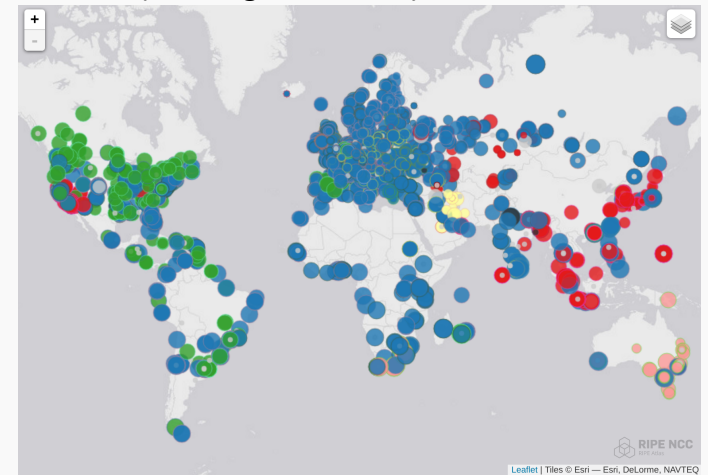 +
−
RIPE NCC
RIPE Atlas
Leaflet | Tiles © Esri — Esri, DeLorme, NAVTEQ